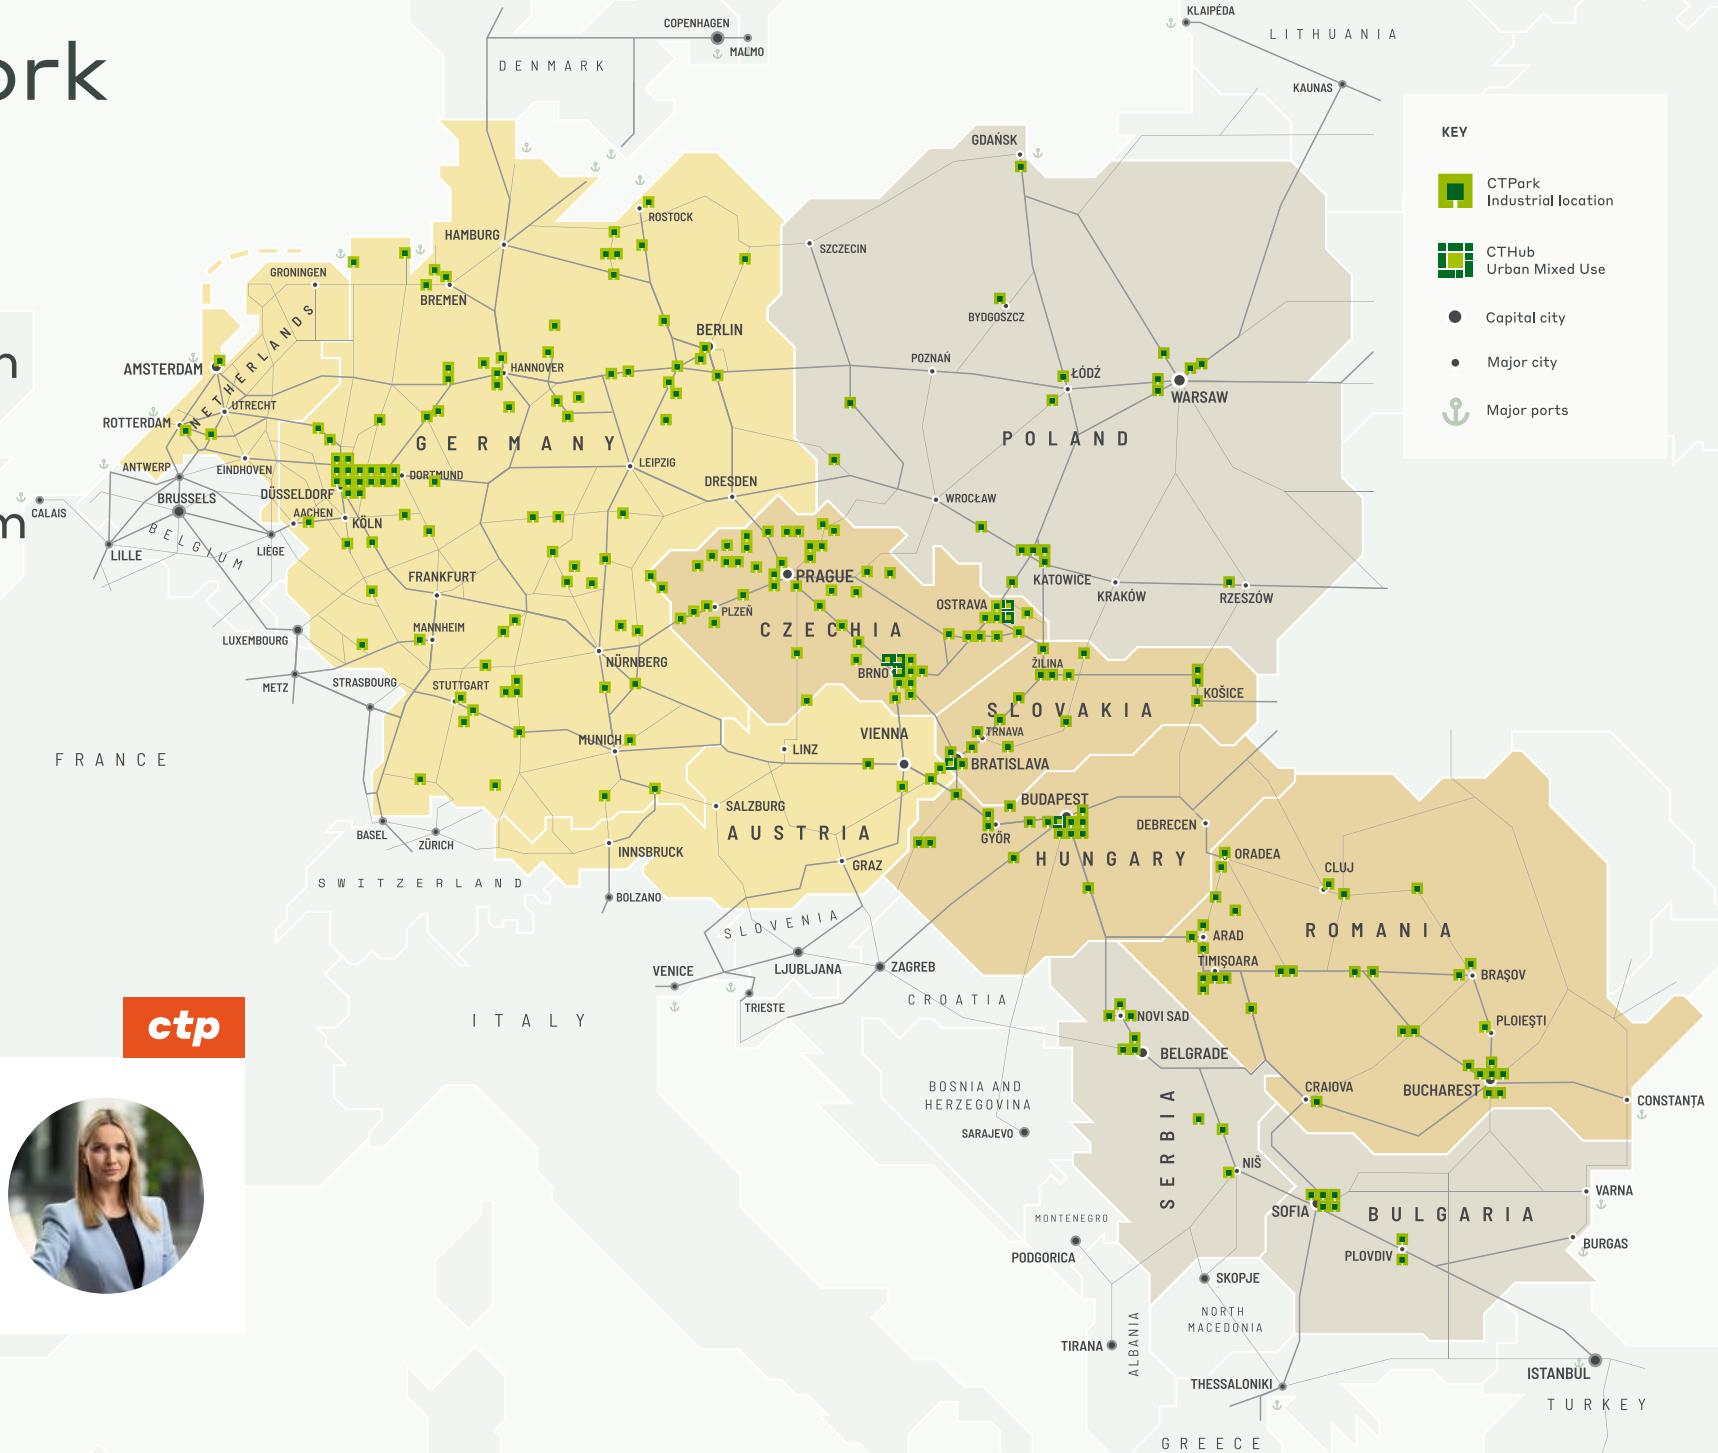 ork
n
m
ctp
KEY
CTPark
Industrial location
CTHub
Urban Mixed Use
Capital city
Major city
Major ports
COPENHAGEN
MALMO
DENMARK
KLAIPĖDA
LITHUANIA
KAUNAS
GDAŃSK
ROSTOCK
HAMBURG
SZCZECIN
GRONINGEN
BREMEN
BYDGOSZCZ
BERLIN
AMSTERDAM
NETHERLANDS
HANNOVER
POZNAŃ
ŁÓDŹ
WARSAW
UTRECHT
ROTTERDAM
GERMANY
POLAND
ANTWERP
EINDHOVEN
DORTMUND
LEIPZIG
DRESDEN
DÜSSELDORF
BRUSSELS
WROCŁAW
CALAIS
AACHEN
KÖLN
BELGIUM
LILLE
LIÈGE
FRANKFURT
PRAGUE
KATOWICE
KRAKÓW
RZESZÓW
OSTRAVA
PLZEŇ
LUXEMBOURG
MANNHEIM
CZECHIA
NÜRNBERG
ŽILINA
BRNO
METZ
STRASBOURG
STUTTGART
KOŠICE
SLOVAKIA
TRNAVA
VIENNA
MUNICH
LINZ
FRANCE
BRATISLAVA
BUDAPEST
SALZBURG
DEBRECEN
BASEL
ZÜRICH
AUSTRIA
GYÖR
INNSBRUCK
GRAZ
HUNGARY
ORADEA
CLUJ
SWITZERLAND
BOLZANO
SLOVENIA
ROMANIA
ARAD
VENICE
LJUBLJANA
ZAGREB
TIMIŞOARA
BRAŞOV
TRIESTE
CROATIA
ITALY
NOVI SAD
PLOIEŞTI
BELGRADE
BOSNIA AND
HERZEGOVINA
CRAIOVA
BUCHAREST
CONSTANȚA
SARAJEVO
SERBIA
NIŠ
VARNA
SOFIA
BULGARIA
MONTENEGRO
PODGORICA
PLOVDIV
BURGAS
SKOPJE
NORTH
MACEDONIA
TIRANA
ALBANIA
ISTANBUL
THESSALONIKI
TURKEY
GREECE